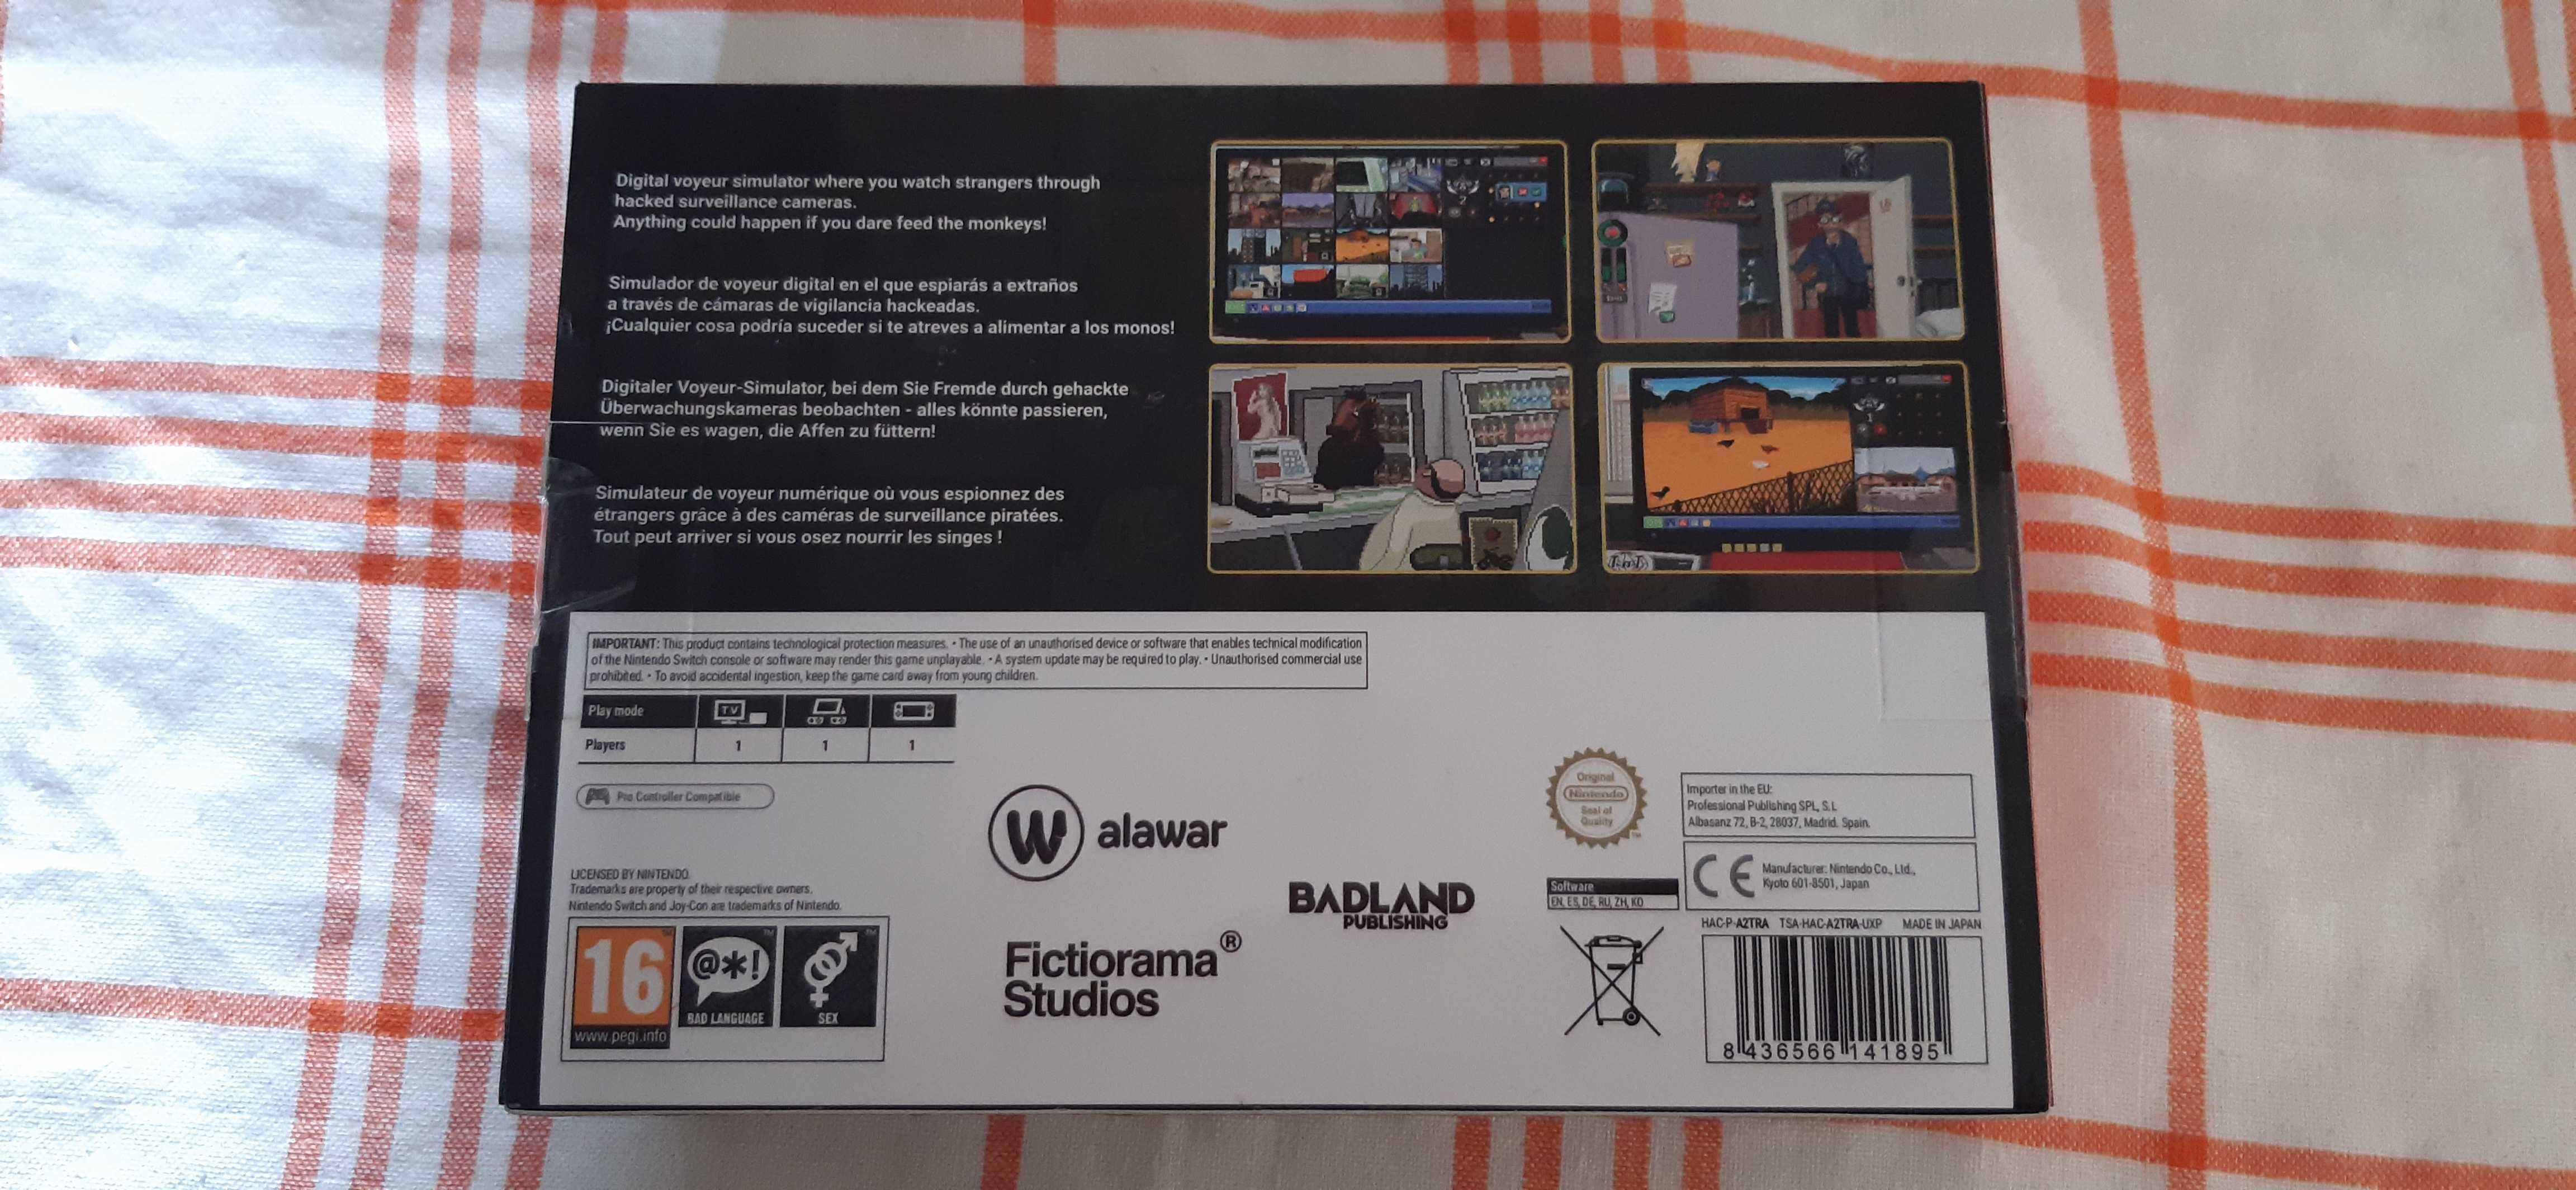 Digital voyeur simulator where you watch strangers through
hacked surveillance cameras.
Anything could happen if you dare feed the monkeys!
Simulador de voyeur digital en el que espiarás a extraños
a través de cámaras de vigilancia hackeadas.
¡Cualquier cosa podría suceder si te atreves a alimentar a los monos!
Digitaler Voyeur-Simulator, bei dem Sie Fremde durch gehackte
Überwachungskameras beobachten - alles könnte passieren,
wenn Sie es wagen, die Affen zu füttern!
Simulateur de voyeur numérique où vous espionnez des
étrangers grâce à des caméras de surveillance piratées.
Tout peut arriver si vous osez nourrir les singes !
IMPORTANT: This product contains technological protection measures. • The use of an unauthorised device or software that enables technical modification
of the Nintendo Switch console or software may render this game unplayable. • A system update may be required to play. • Unauthorised commercial use
prohibited. • To avoid accidental ingestion, keep the game card away from young children.
Play mode TV
Players 1 1 1
Pro Controller Compatible
W alawar
BADLAND
PUBLISHING
Fictiorama®
Studios
LICENSED BY NINTENDO
Trademarks are property of their respective owners.
Nintendo Switch and Joy-Con are trademarks of Nintendo.
16
www.pegi.info
@*!
BAD LANGUAGE
SEX
Original
Nintendo
Seal of
Quality
Software
EN, ES, DE, RU, ZH, KO
Importer in the EU:
Professional Publishing SPL, S.L
Albasanz 72, B-2, 28037, Madrid. Spain.
CE
Manufacturer: Nintendo Co., Ltd.,
Kyoto 601-8501, Japan
HAC-P-A2TRA TSA-HAC-A2TRA-UXP MADE IN JAPAN
8 436566 141895